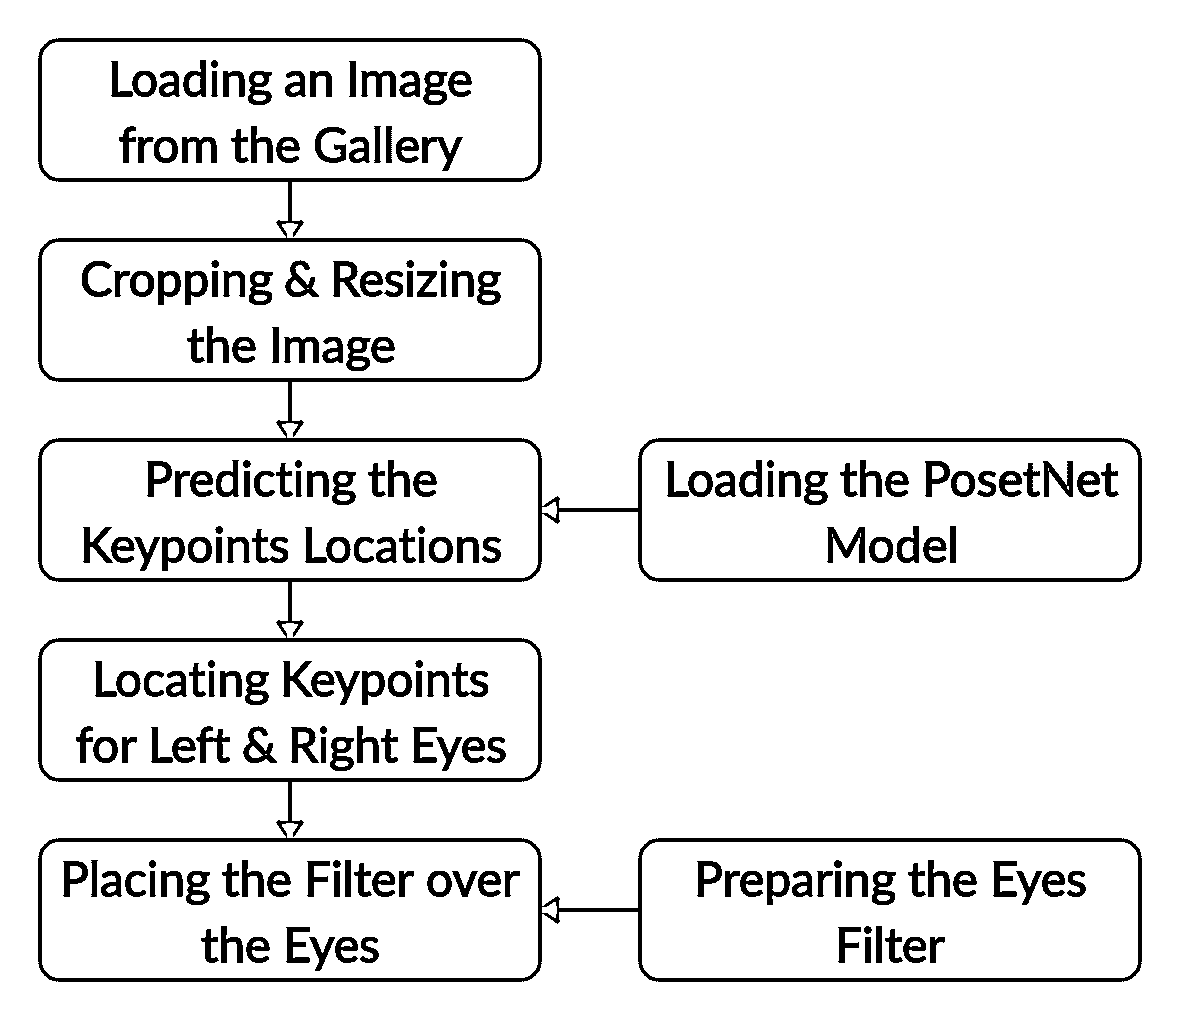 Loading an Image
from the Gallery
Cropping & Resizing
the Image
Predicting the
Keypoints Locations
Loading the PosetNet
Model
Locating Keypoints
for Left & Right Eyes
Placing the Filter over
the Eyes
Preparing the Eyes
Filter